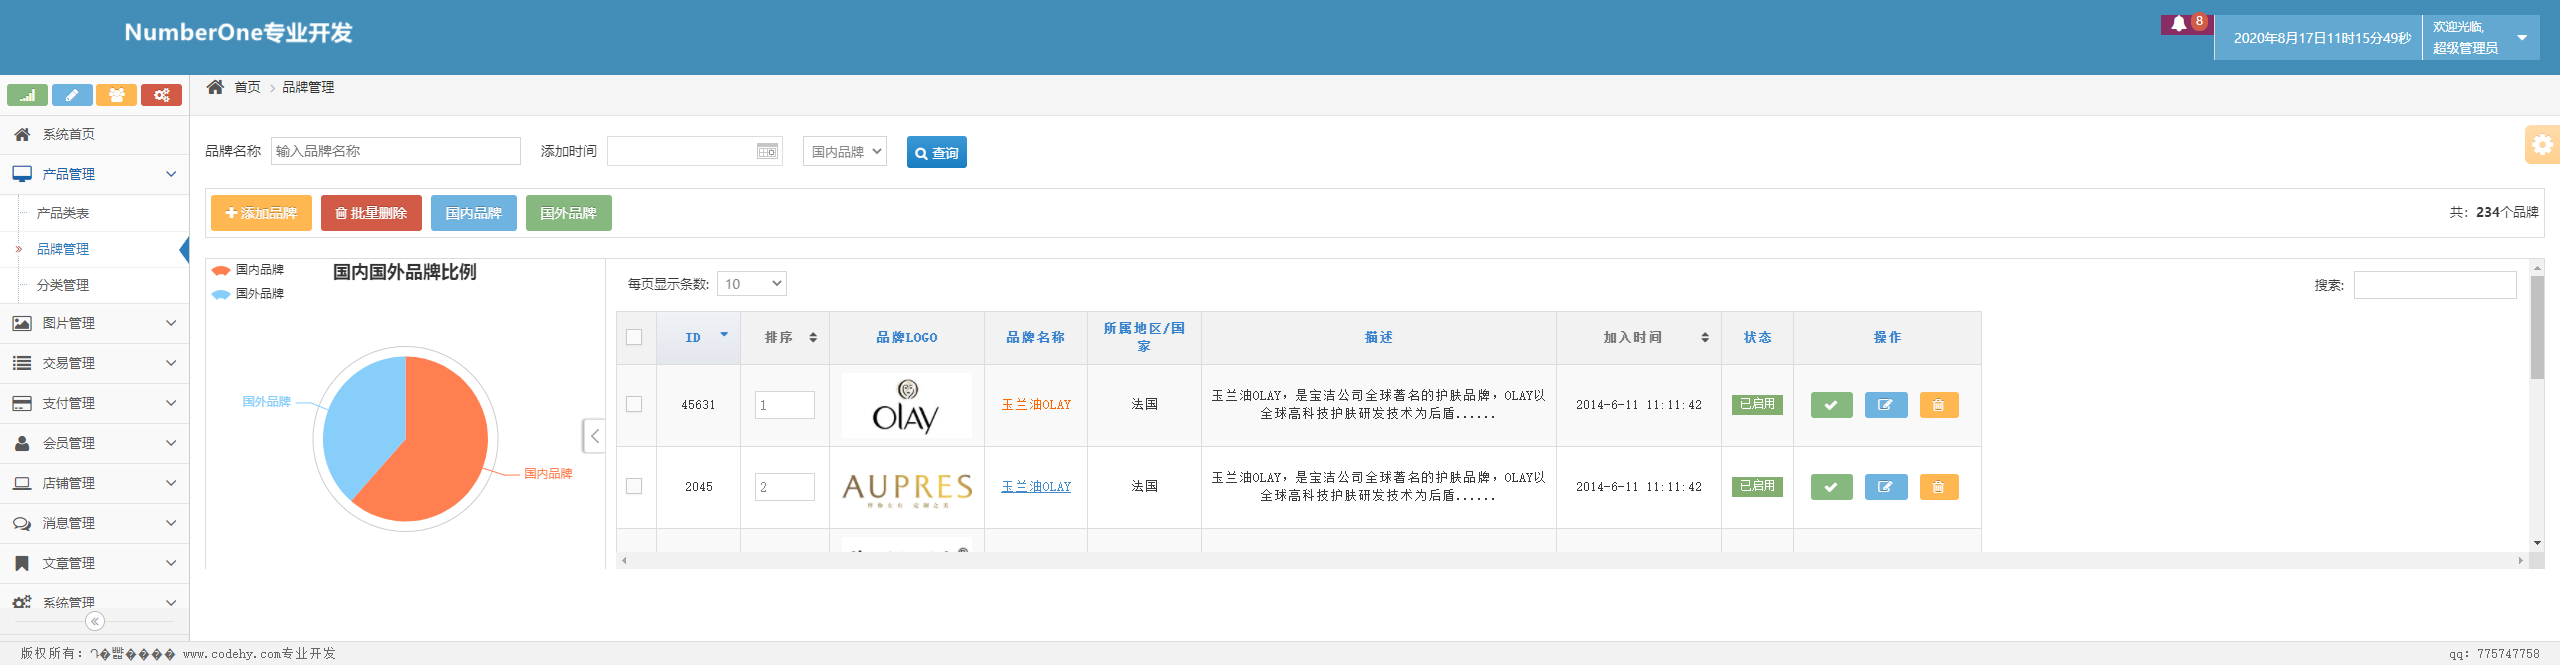 NumberOne专业开发
8
2020年8月17日11时15分49秒
欢迎光临,
超级管理员
首页
品牌管理
系统首页
产品管理
产品类表
品牌管理
分类管理
图片管理
交易管理
支付管理
会员管理
店铺管理
消息管理
文章管理
系统管理
品牌名称 输入品牌名称 添加时间 国内品牌 查询
添加品牌 批量删除 国内品牌 国外品牌 共：234个品牌
国内品牌
国外品牌
国内国外品牌比例
国外品牌
国内品牌
每页显示条数: 10 搜索:
ID 排序 品牌LOGO 品牌名称 所属地区/国
家 描述 加入时间 状态 操作
45631 1 OLAY 玉兰油OLAY 法国 玉兰油OLAY，是宝洁公司全球著名的护肤品牌，OLAY以
全球高科技护肤研发技术为后盾...... 2014-6-11 11:11:42 已启用
2045 2 AUPRES 玉兰油OLAY 法国 玉兰油OLAY，是宝洁公司全球著名的护肤品牌，OLAY以
全球高科技护肤研发技术为后盾...... 2014-6-11 11:11:42 已启用
版权所有： www.codehy.com专业开发
qq: 775747758